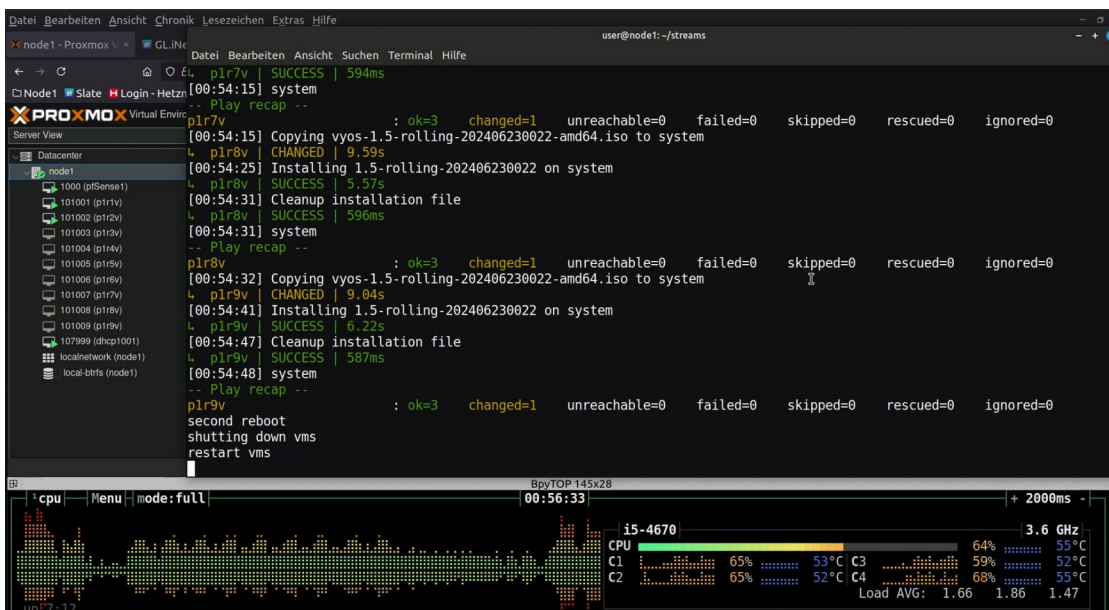 Datei Bearbeiten Ansicht Chronik Lesezeichen Extras Hilfe
user@node1: ~/streams
node1 - Proxmox V
GL.iNe
Datei Bearbeiten Ansicht Suchen Terminal Hilfe
Node1 Slate Login - Hetzn
PROXMOX Virtual Enviro
Server View
Datacenter
node1
1000 (pfSense1)
101001 (p1r1v)
101002 (p1r2v)
101003 (p1r3v)
101004 (p1r4v)
101005 (p1r5v)
101006 (p1r6v)
101007 (p1r7v)
101008 (p1r8v)
101009 (p1r9v)
107999 (dhcp1001)
localnetwork (node1)
local-btrfs (node1)
↳ p1r7v | SUCCESS | 594ms
[00:54:15] system
-- Play recap --
p1r7v : ok=3 changed=1 unreachable=0 failed=0 skipped=0 rescued=0 ignored=0
[00:54:15] Copying vyos-1.5-rolling-202406230022-amd64.iso to system
↳ p1r8v | CHANGED | 9.59s
[00:54:25] Installing 1.5-rolling-202406230022 on system
↳ p1r8v | SUCCESS | 5.57s
[00:54:31] Cleanup installation file
↳ p1r8v | SUCCESS | 596ms
[00:54:31] system
-- Play recap --
p1r8v : ok=3 changed=1 unreachable=0 failed=0 skipped=0 rescued=0 ignored=0
[00:54:32] Copying vyos-1.5-rolling-202406230022-amd64.iso to system
↳ p1r9v | CHANGED | 9.04s
[00:54:41] Installing 1.5-rolling-202406230022 on system
↳ p1r9v | SUCCESS | 6.22s
[00:54:47] Cleanup installation file
↳ p1r9v | SUCCESS | 587ms
[00:54:48] system
-- Play recap --
p1r9v : ok=3 changed=1 unreachable=0 failed=0 skipped=0 rescued=0 ignored=0
second reboot
shutting down vms
restart vms
BpyTOP 145x28
¹cpu Menu mode:full 00:56:33 + 2000ms -
i5-4670 3.6 GHz
CPU 64% 55°C
C1 65% 53°C C3 59% 52°C
C2 65% 52°C C4 68% 55°C
Load AVG: 1.66 1.86 1.47
up 7:12